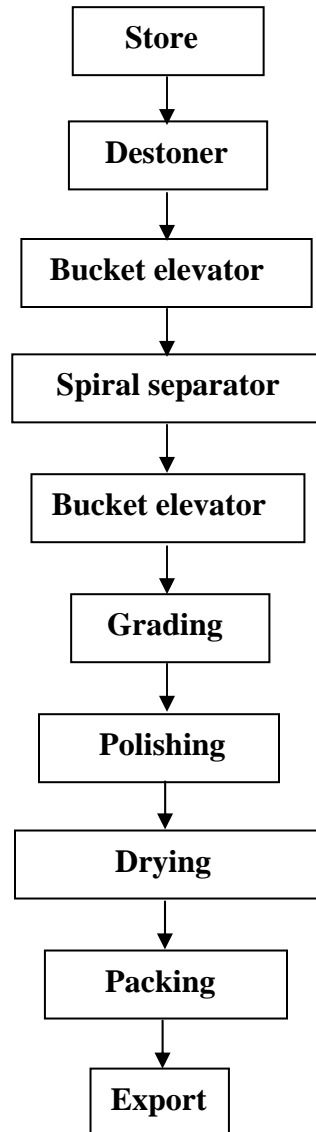 Store
Destoner
Bucket elevator
Spiral separator
Bucket elevator
Grading
Polishing
Drying
Packing
Export